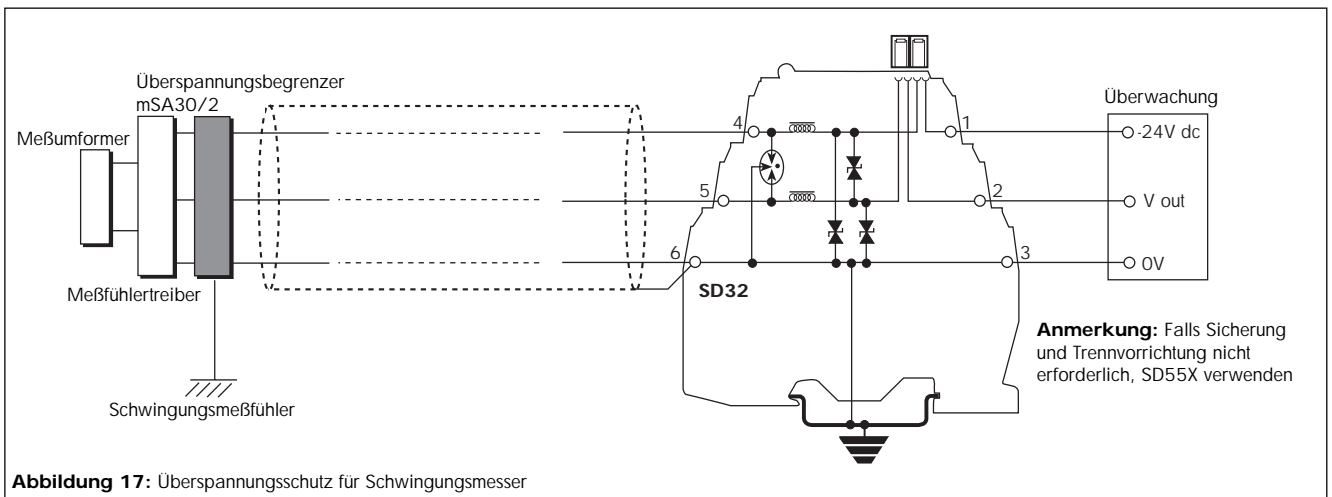 Überspannungsbegrenzer
mSA30/2
Meßumformer
Meßfühlertreiber
Schwingungsmeßfühler
4
5
6
SD32
1
2
3
Überwachung
-24V dc
V out
0V
Anmerkung: Falls Sicherung
und Trennvorrichtung nicht
erforderlich, SD55X verwenden
Abbildung 17: Überspannungsschutz für Schwingungsmesser